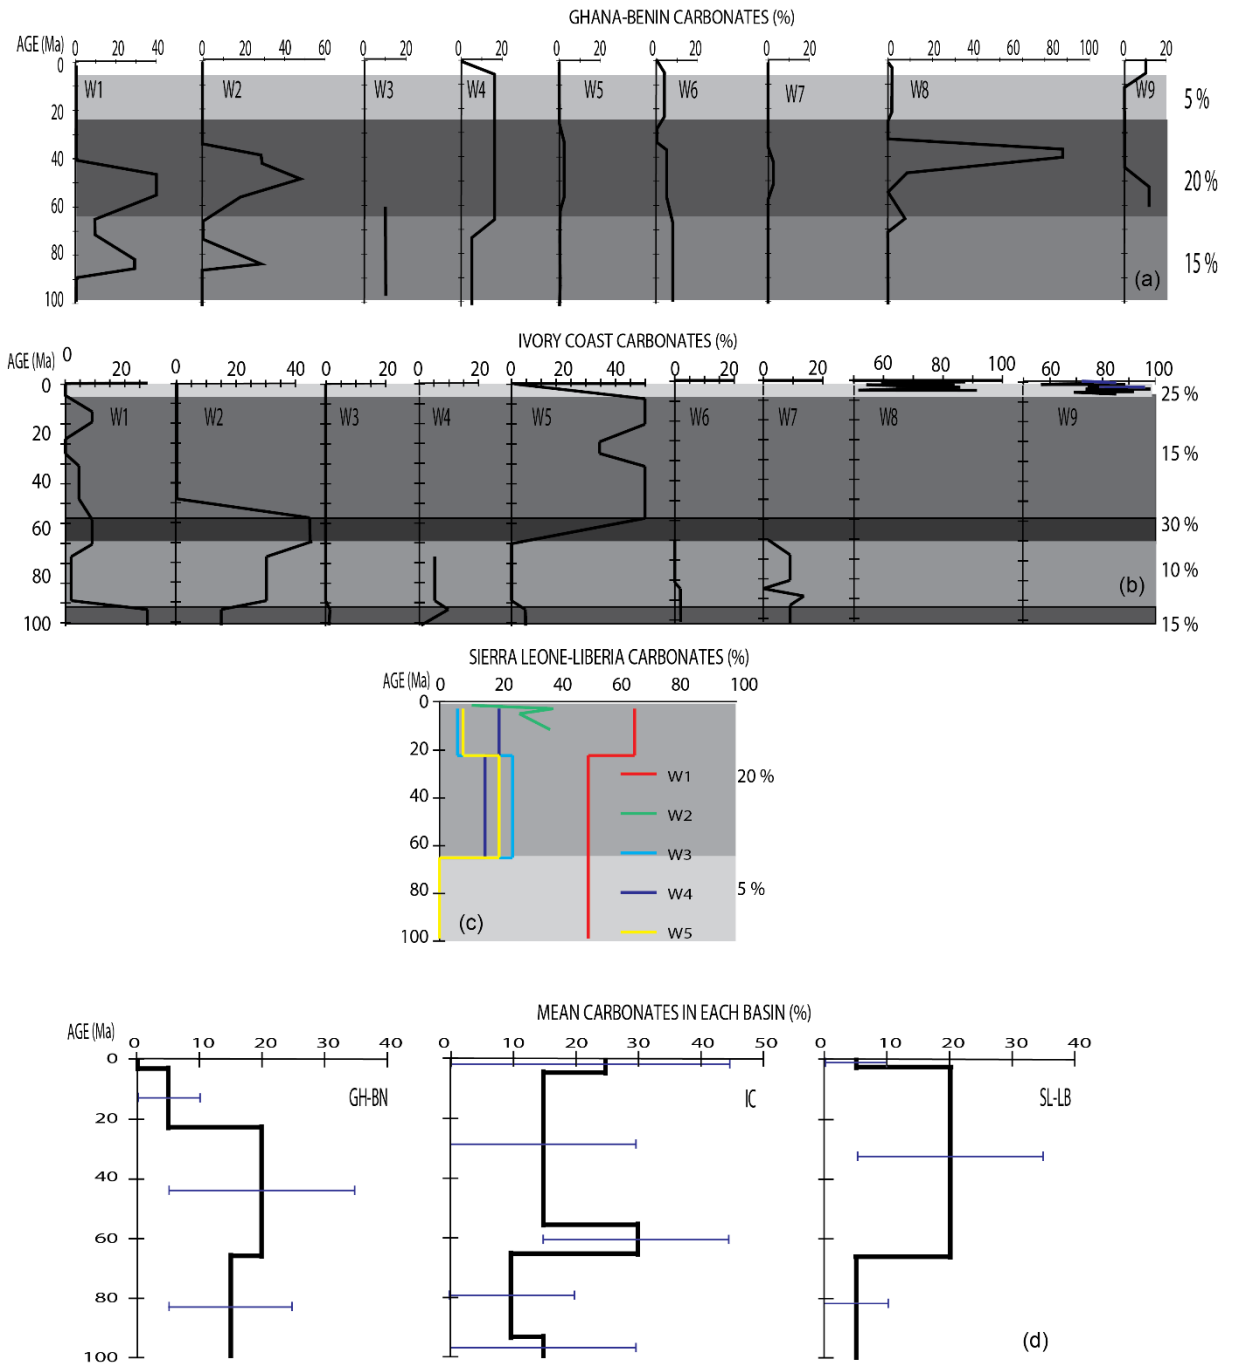 GHANA-BENIN CARBONATES (%)
AGE (Ma) 0 20 40 0 20 40 60 0 20 0 20 0 20 0 20 0 20 0 20 40 60 80 100 0 20
0 W1 W2 W3 W4 W5 W6 W7 W8 W9 5 %
20
40 20 %
60
80 15 %
100 (a)
IVORY COAST CARBONATES (%)
AGE (Ma) 0 20 0 20 40 0 20 0 20 0 20 40 0 20 0 20 60 80 100 60 80 100
0 25 %
W1 W2 W3 W4 W5 W6 W7 W8 W9
20 15 %
40
60 30 %
80 10 %
(b)
100 15 %
SIERRA LEONE-LIBERIA CARBONATES (%)
AGE (Ma) 0 20 40 60 80 100
0
20
W1 20 %
40 W2
60 W3
80 W4 5 %
100 (c) W5
MEAN CARBONATES IN EACH BASIN (%)
AGE (Ma) 0 10 20 30 40 0 10 20 30 40 50 0 10 20 30 40
0 GH-BN IC SL-LB
20
40
60
80
100 (d)